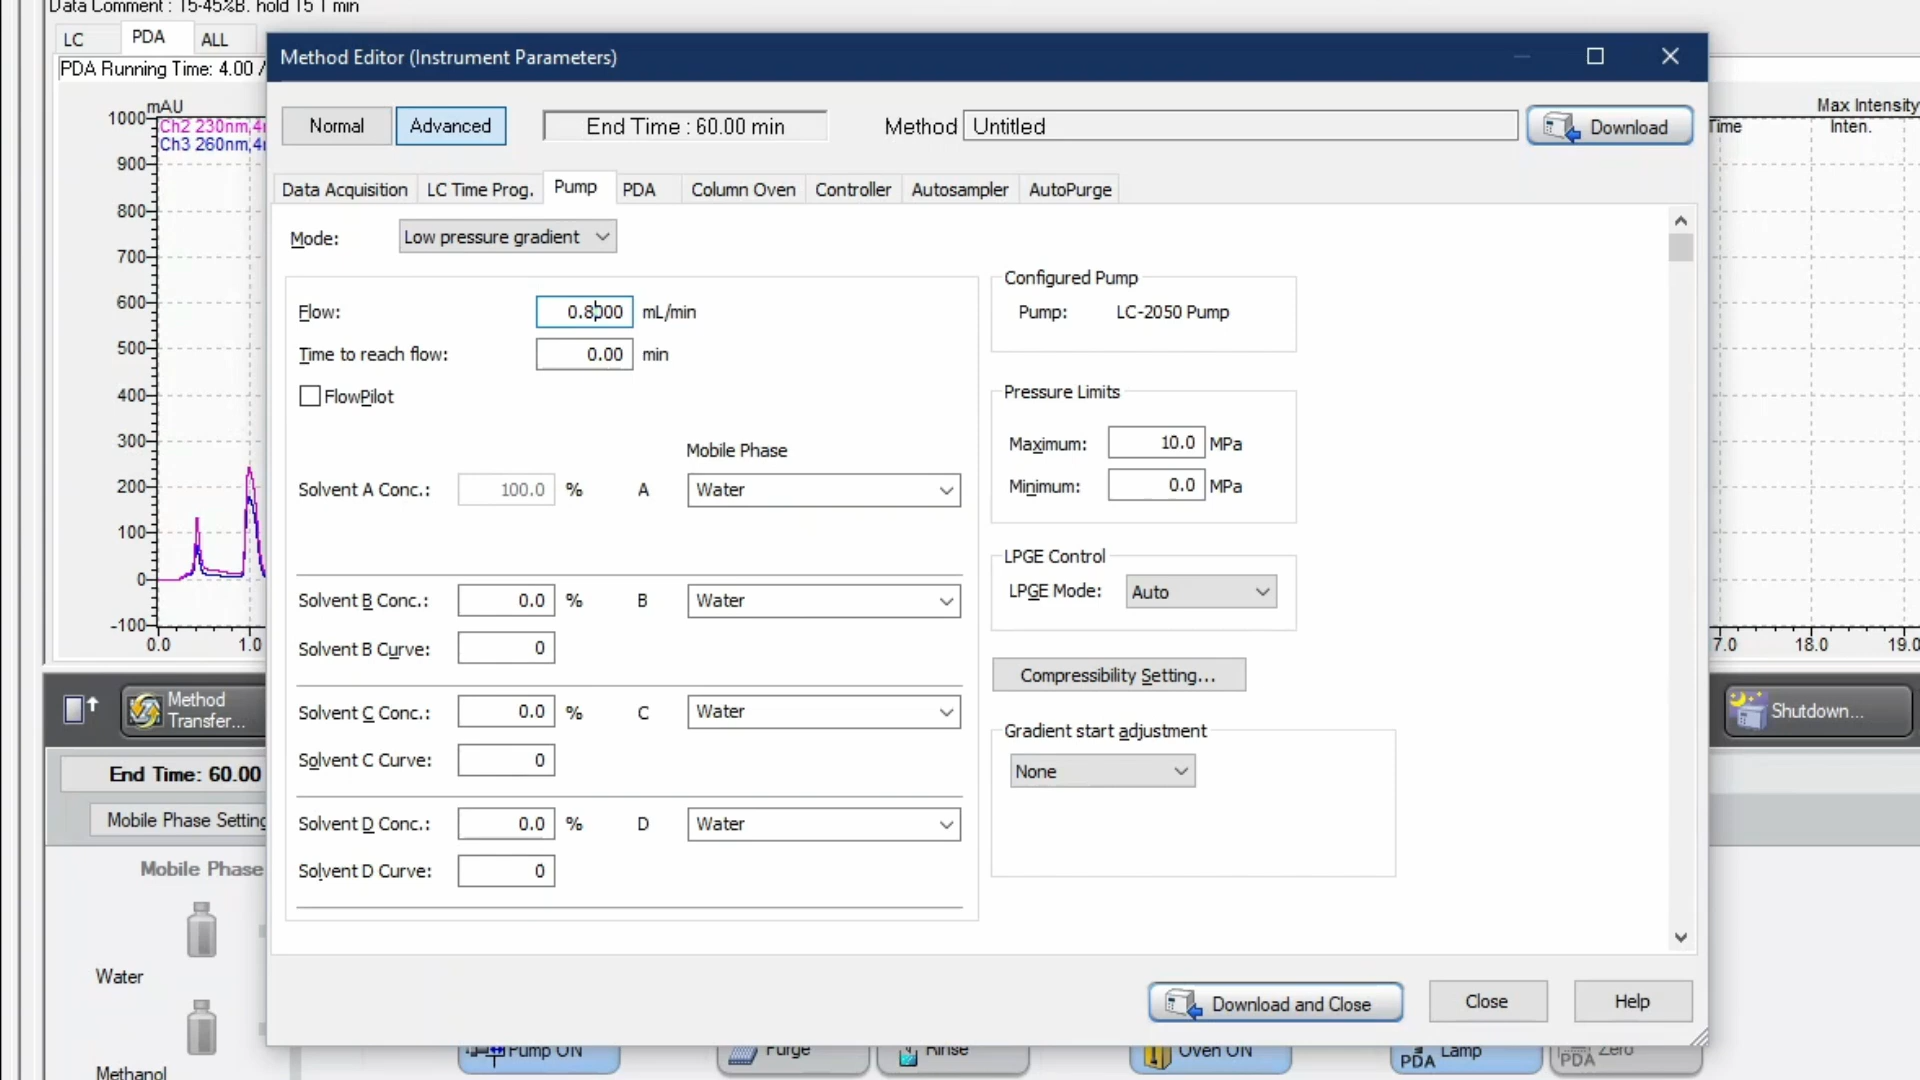 Data Comment : 15-45%B. hold 15 1 min
LC PDA ALL
PDA Running Time: 4.00 /
mAU
Ch2 230nm,4
Ch3 260nm,4
1000
900
800
700
600
500
400
300
200
100
0
-100
0.0 1.0
Method Editor (Instrument Parameters)
Normal Advanced End Time : 60.00 min Method Untitled Download
Data Acquisition LC Time Prog. Pump PDA Column Oven Controller Autosampler AutoPurge
Mode: Low pressure gradient
Flow: 0.8000 mL/min
Time to reach flow: 0.00 min
FlowPilot
Mobile Phase
Solvent A Conc.: 100.0 % A Water
Solvent B Conc.: 0.0 % B Water
Solvent B Curve: 0
Solvent C Conc.: 0.0 % C Water
Solvent C Curve: 0
Solvent D Conc.: 0.0 % D Water
Solvent D Curve: 0
Configured Pump
Pump: LC-2050 Pump
Pressure Limits
Maximum: 10.0 MPa
Minimum: 0.0 MPa
LPGE Control
LPGE Mode: Auto
Compressibility Setting...
Gradient start adjustment
None
Download and Close Close Help
Max Intensity
Time Inten.
7.0 18.0 19.0
Method
Transfer...
Shutdown...
End Time: 60.00
Mobile Phase Setting
Mobile Phase
Water
Methanol
Pump ON Purge Rinse Oven ON PDA Lamp PDA Zero